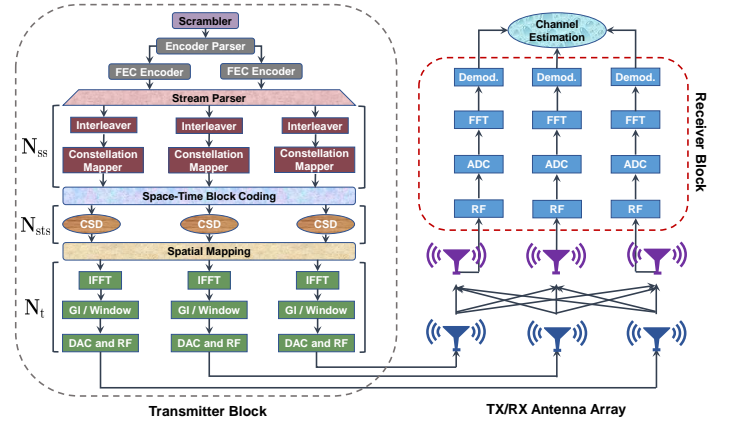 Scrambler
Encoder Parser
FEC Encoder FEC Encoder
Stream Parser
Nss
Interleaver Interleaver Interleaver
Constellation Mapper Constellation Mapper Constellation Mapper
Space-Time Block Coding
Nsts
CSD CSD CSD
Spatial Mapping
Nt
IFFT IFFT IFFT
GI / Window GI / Window GI / Window
DAC and RF DAC and RF DAC and RF
Transmitter Block
Channel
Estimation
Demod. Demod. Demod.
FFT FFT FFT
ADC ADC ADC
RF RF RF
Receiver Block
TX/RX Antenna Array